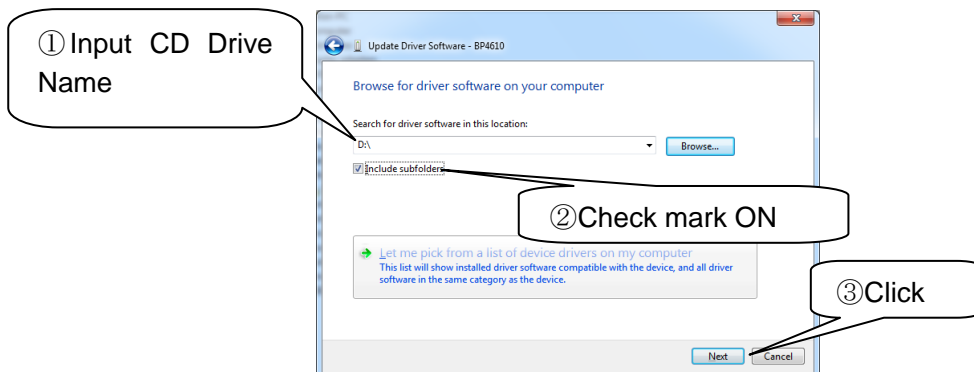 ①Input CD Drive
Name
Update Driver Software - BP4610
Browse for driver software on your computer
Search for driver software in this location:
D:\
Browse...
Include subfolders
②Check mark ON
Let me pick from a list of device drivers on my computer
This list will show installed driver software compatible with the device, and all driver
software in the same category as the device.
③Click
Next
Cancel